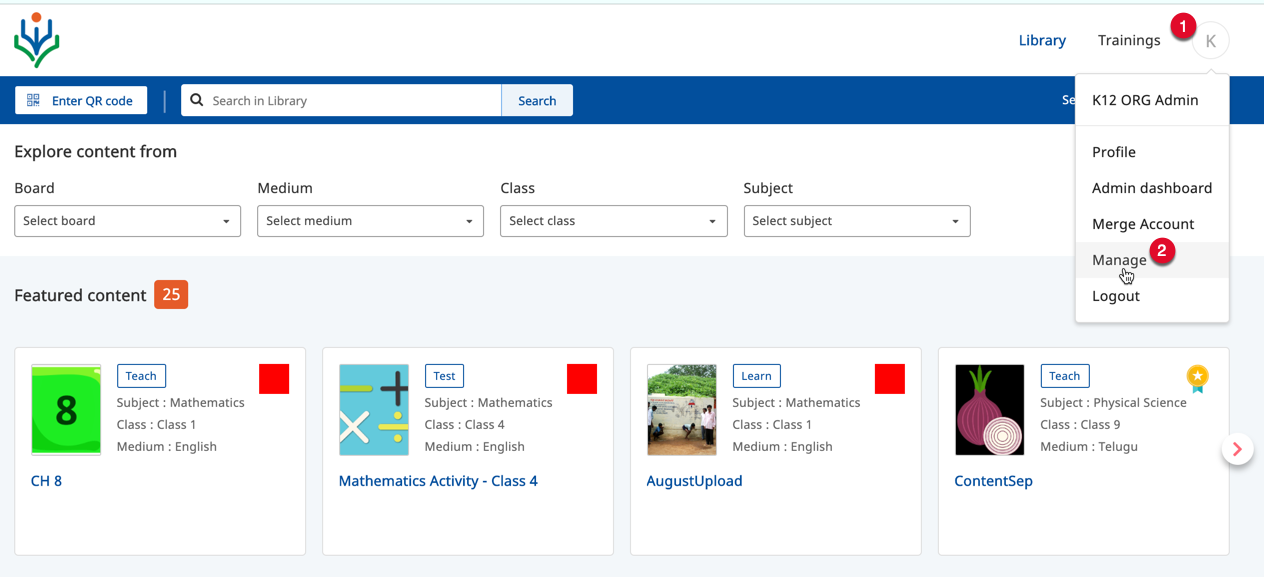 Library
Trainings
1
K
Enter QR code
Search in Library
Search
Se
K12 ORG Admin
Profile
Admin dashboard
Merge Account
Manage
2
Logout
Explore content from
Board
Medium
Class
Subject
Select board
Select medium
Select class
Select subject
Featured content 25
8
Teach
Subject : Mathematics
Class : Class 1
Medium : English
CH 8
Test
Subject : Mathematics
Class : Class 4
Medium : English
Mathematics Activity - Class 4
Learn
Subject : Mathematics
Class : Class 1
Medium : English
AugustUpload
Teach
Subject : Physical Science
Class : Class 9
Medium : Telugu
ContentSep